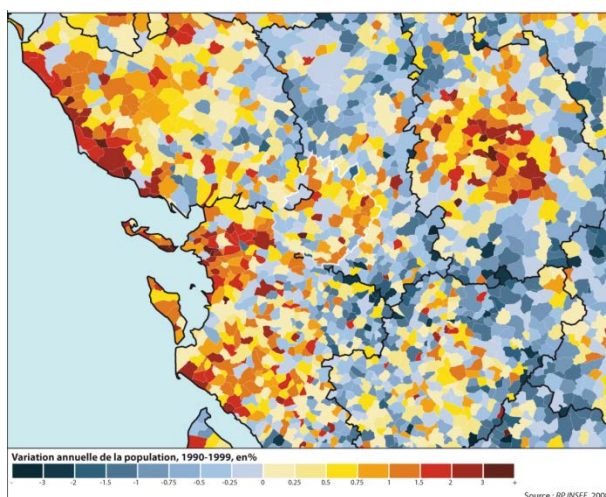 Variation annuelle de la population, 1990-1999, en%
- -3 -2 -1.5 -1 -0.75 -0.5 -0.25 0 0.25 0.5 0.75 1 1.5 2 3 +
Source : RP INSEE, 200